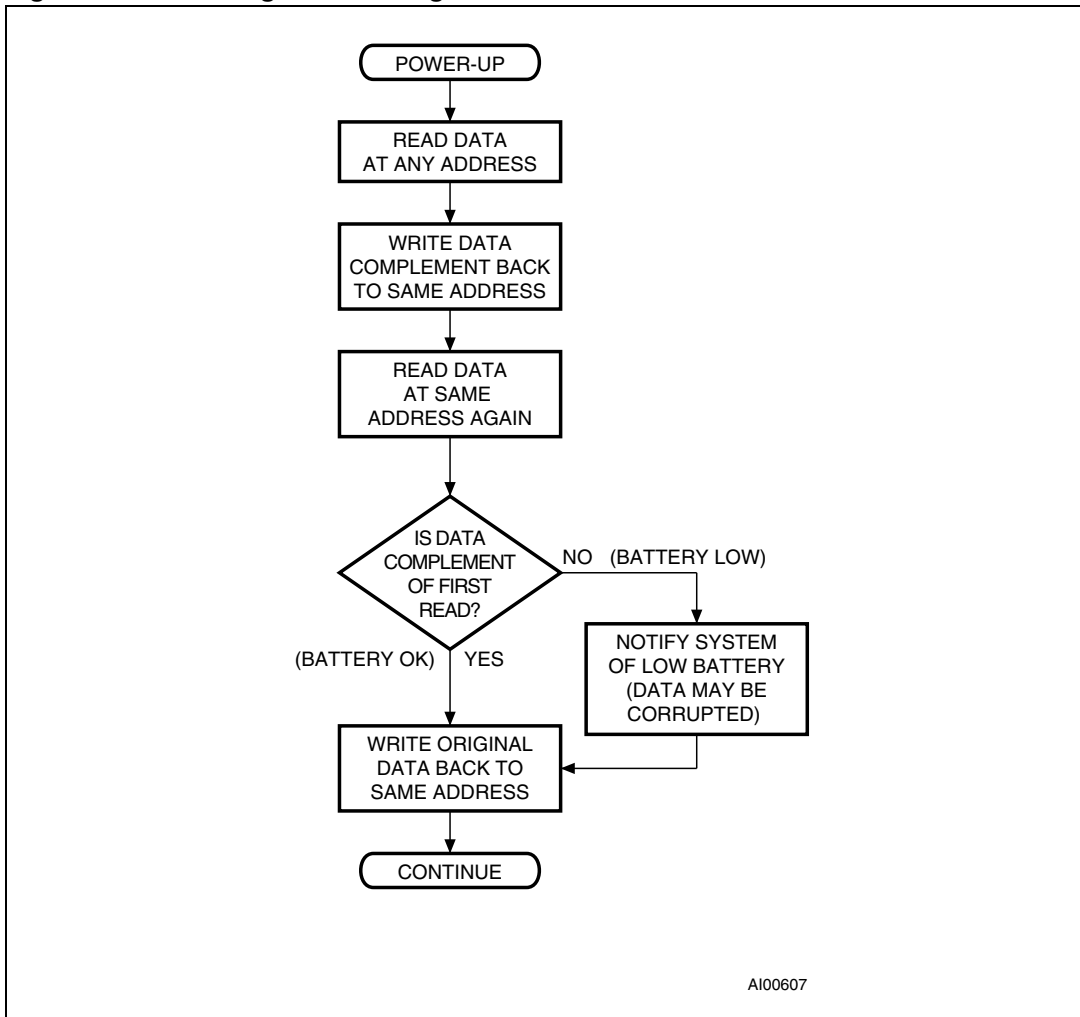 POWER-UP
READ DATA
AT ANY ADDRESS
WRITE DATA
COMPLEMENT BACK
TO SAME ADDRESS
READ DATA
AT SAME
ADDRESS AGAIN
IS DATA
COMPLEMENT
OF FIRST
READ?
NO (BATTERY LOW)
NOTIFY SYSTEM
OF LOW BATTERY
(DATA MAY BE
CORRUPTED)
(BATTERY OK) YES
WRITE ORIGINAL
DATA BACK TO
SAME ADDRESS
CONTINUE
AI00607